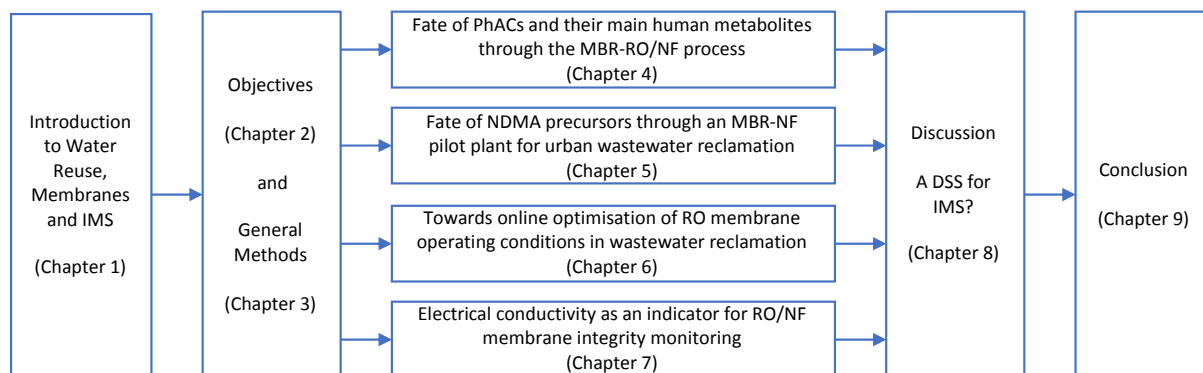 Introduction
to Water
Reuse,
Membranes
and IMS
(Chapter 1)
Objectives
(Chapter 2)
and
General
Methods
(Chapter 3)
Fate of PhACs and their main human metabolites
through the MBR-RO/NF process
(Chapter 4)
Fate of NDMA precursors through an MBR-NF
pilot plant for urban wastewater reclamation
(Chapter 5)
Towards online optimisation of RO membrane
operating conditions in wastewater reclamation
(Chapter 6)
Electrical conductivity as an indicator for RO/NF
membrane integrity monitoring
(Chapter 7)
Discussion
A DSS for
IMS?
(Chapter 8)
Conclusion
(Chapter 9)